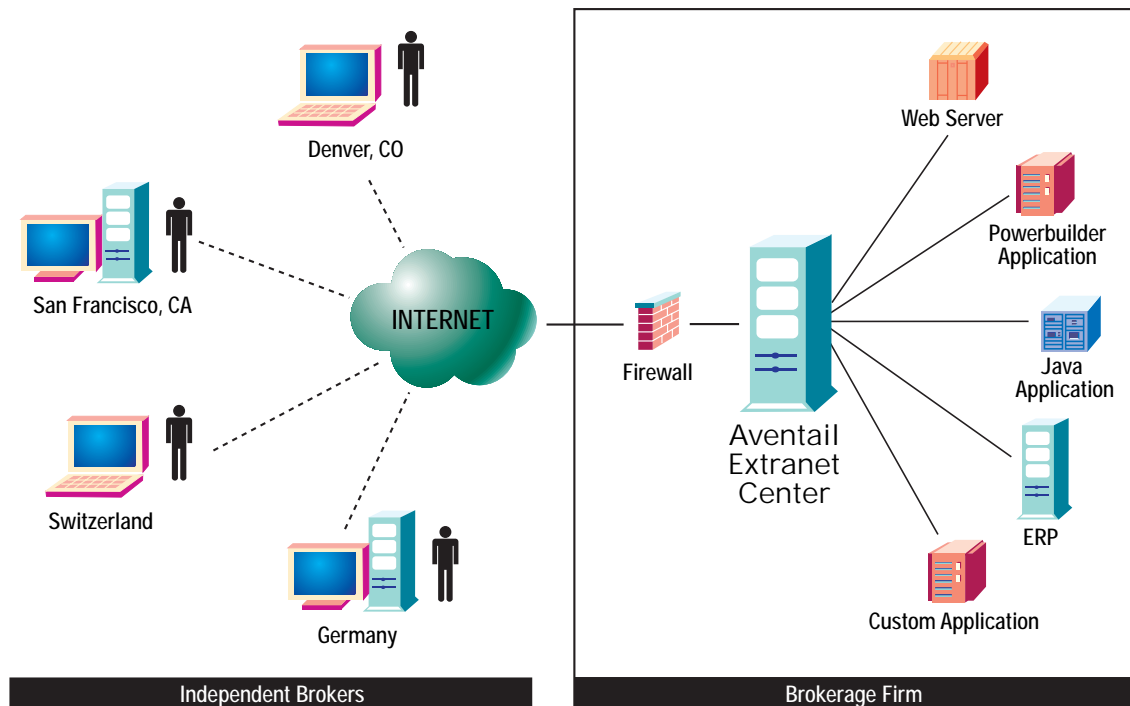 Denver, CO
San Francisco, CA
INTERNET
Switzerland
Germany
Independent Brokers
Web Server
Powerbuilder
Application
Java
Application
Firewall
Aventail
Extranet
Center
ERP
Custom Application
Brokerage Firm